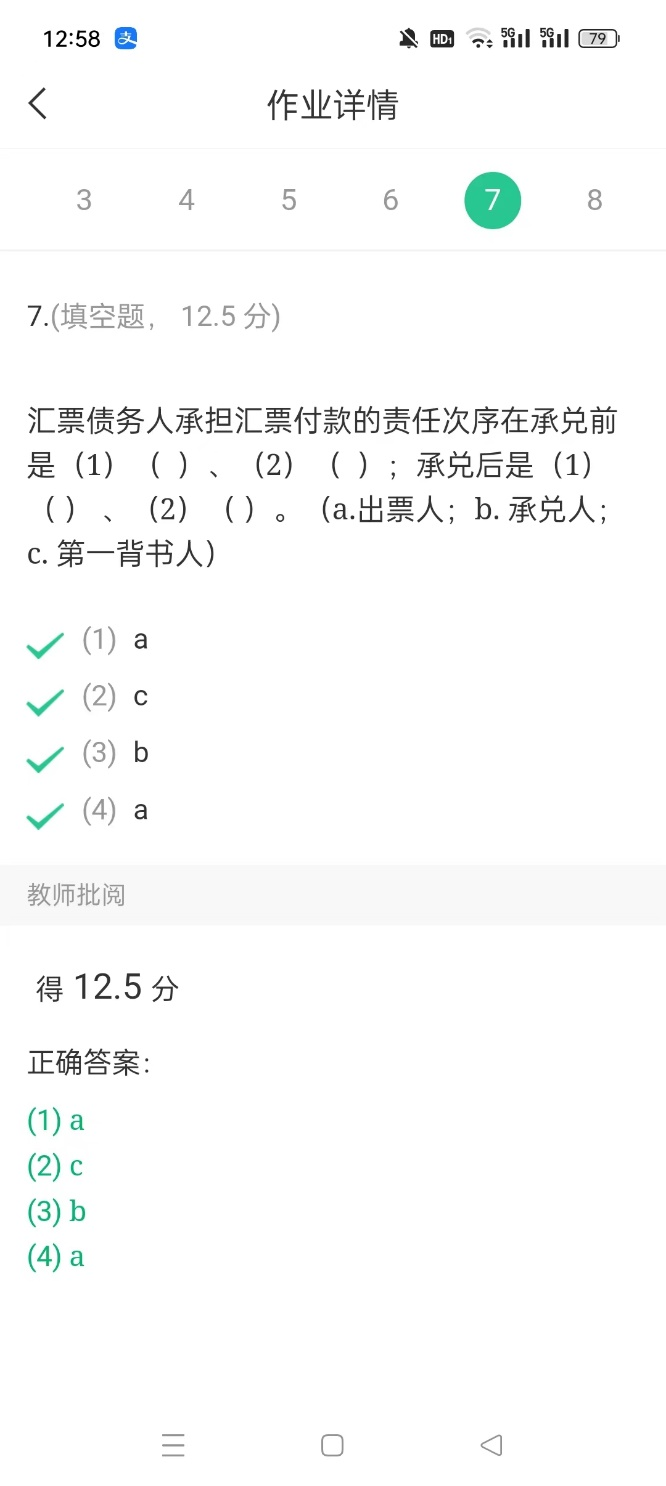 12:58
HD1 5G 5G 79
作业详情
3 4 5 6 7 8
7.(填空题， 12.5 分)
汇票债务人承担汇票付款的责任次序在承兑前
是（1）（ ）、（2）（ ）；承兑后是（1）
（ ）、（2）（ ）。（a.出票人；b. 承兑人；
c. 第一背书人）
(1) a
(2) c
(3) b
(4) a
教师批阅
得 12.5 分
正确答案：
(1) a
(2) c
(3) b
(4) a